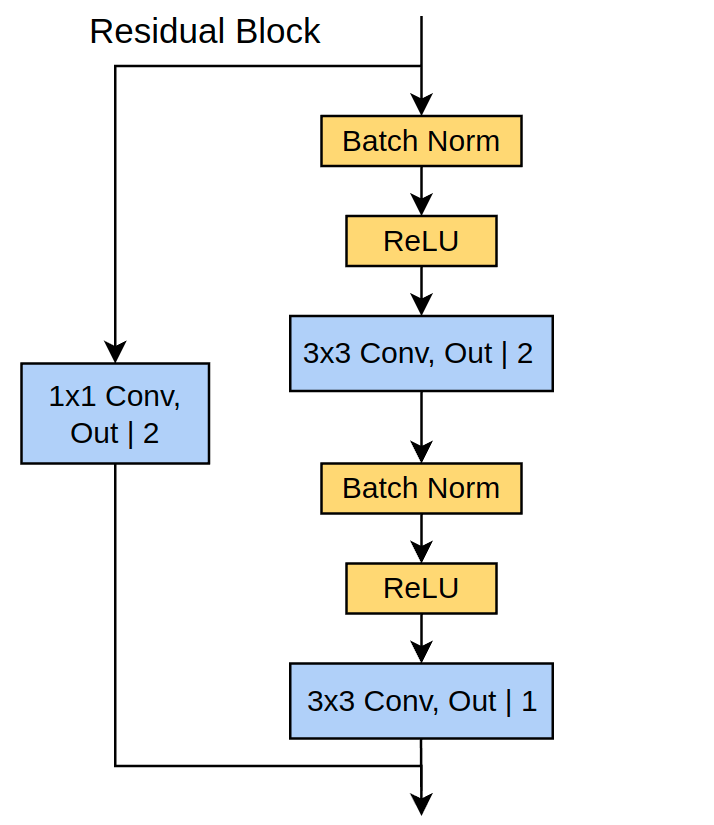 Residual Block
Batch Norm
ReLU
3x3 Conv, Out | 2
1x1 Conv,
Out | 2
Batch Norm
ReLU
3x3 Conv, Out | 1